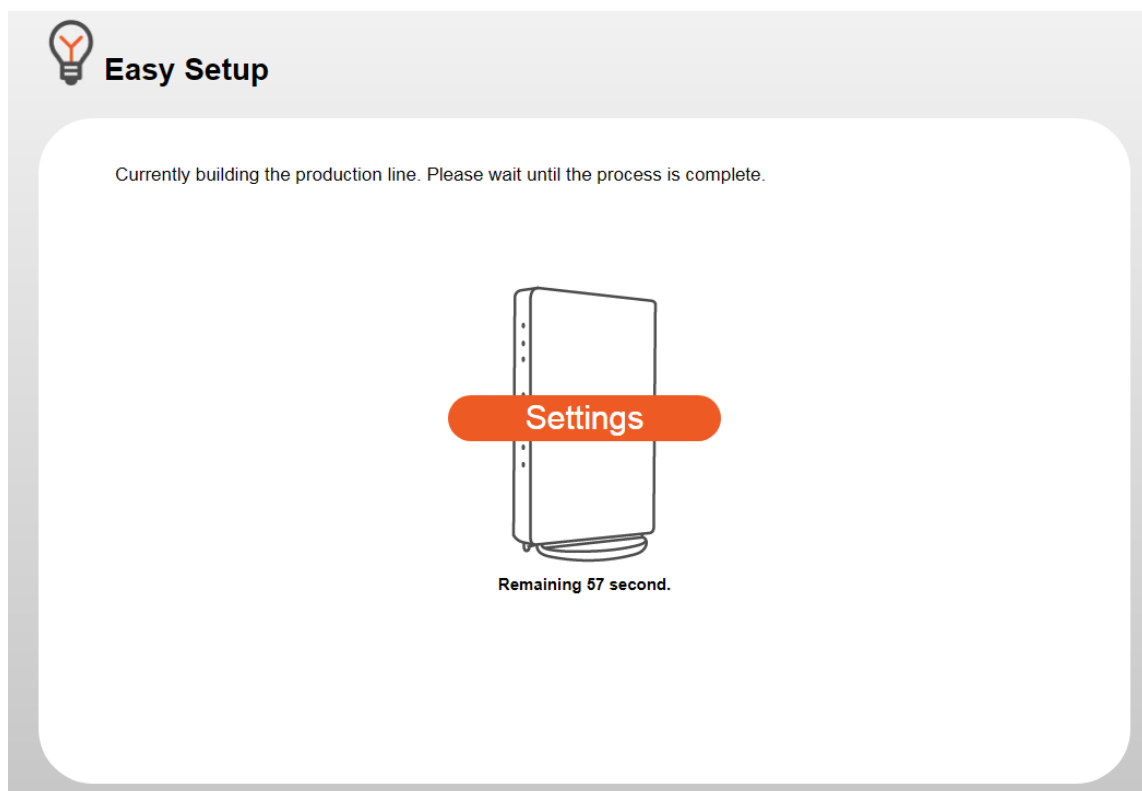 Easy Setup
Currently building the production line. Please wait until the process is complete.
Settings
Remaining 57 second.